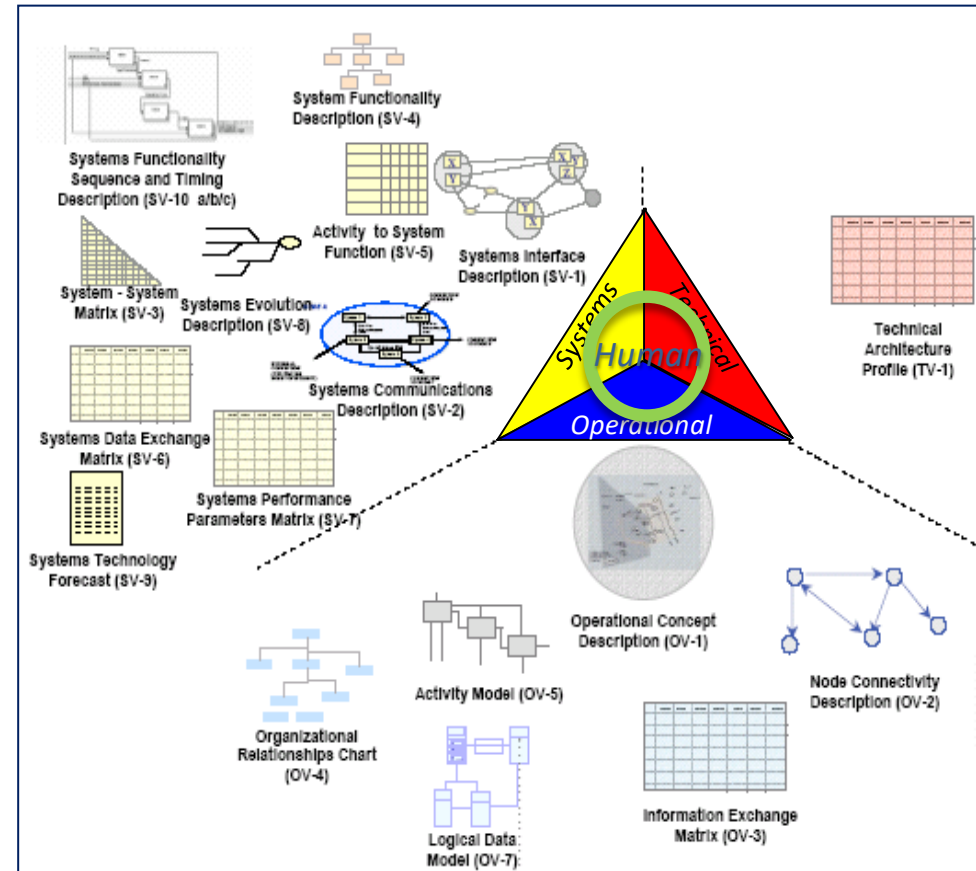 System Functionality
Description (SV-4)
Systems Functionality
Sequence and Timing
Description (SV-10 a/b/c)
X
Y
X
Y
Z
Y
X
Activity to System
Function (SV-5)
Systems Interface
Description (SV-1)
System - System
Matrix (SV-3)
Systems Evolution
Description (SV-8)
Systems Communications
Description (SV-2)
Systems Data Exchange
Matrix (SV-6)
Systems Performance
Parameters Matrix (SV-7)
Systems Technology
Forecast (SV-9)
Systems
Technical
Human
Operational
Technical
Architecture
Profile (TV-1)
Operational Concept
Description (OV-1)
Node Connectivity
Description (OV-2)
Activity Model (OV-5)
Organizational
Relationships Chart
(OV-4)
Information Exchange
Matrix (OV-3)
Logical Data
Model (OV-7)